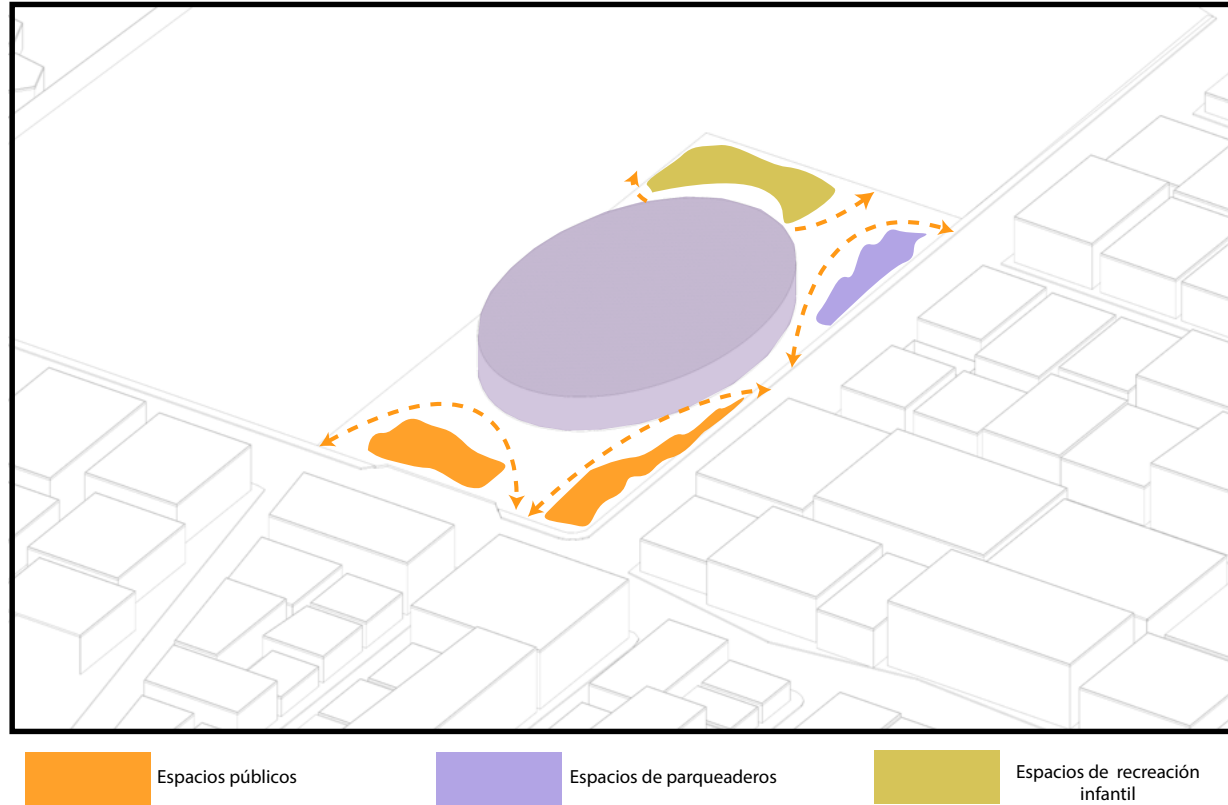 Espacios públicos
Espacios de parqueaderos
Espacios de recreación
infantil